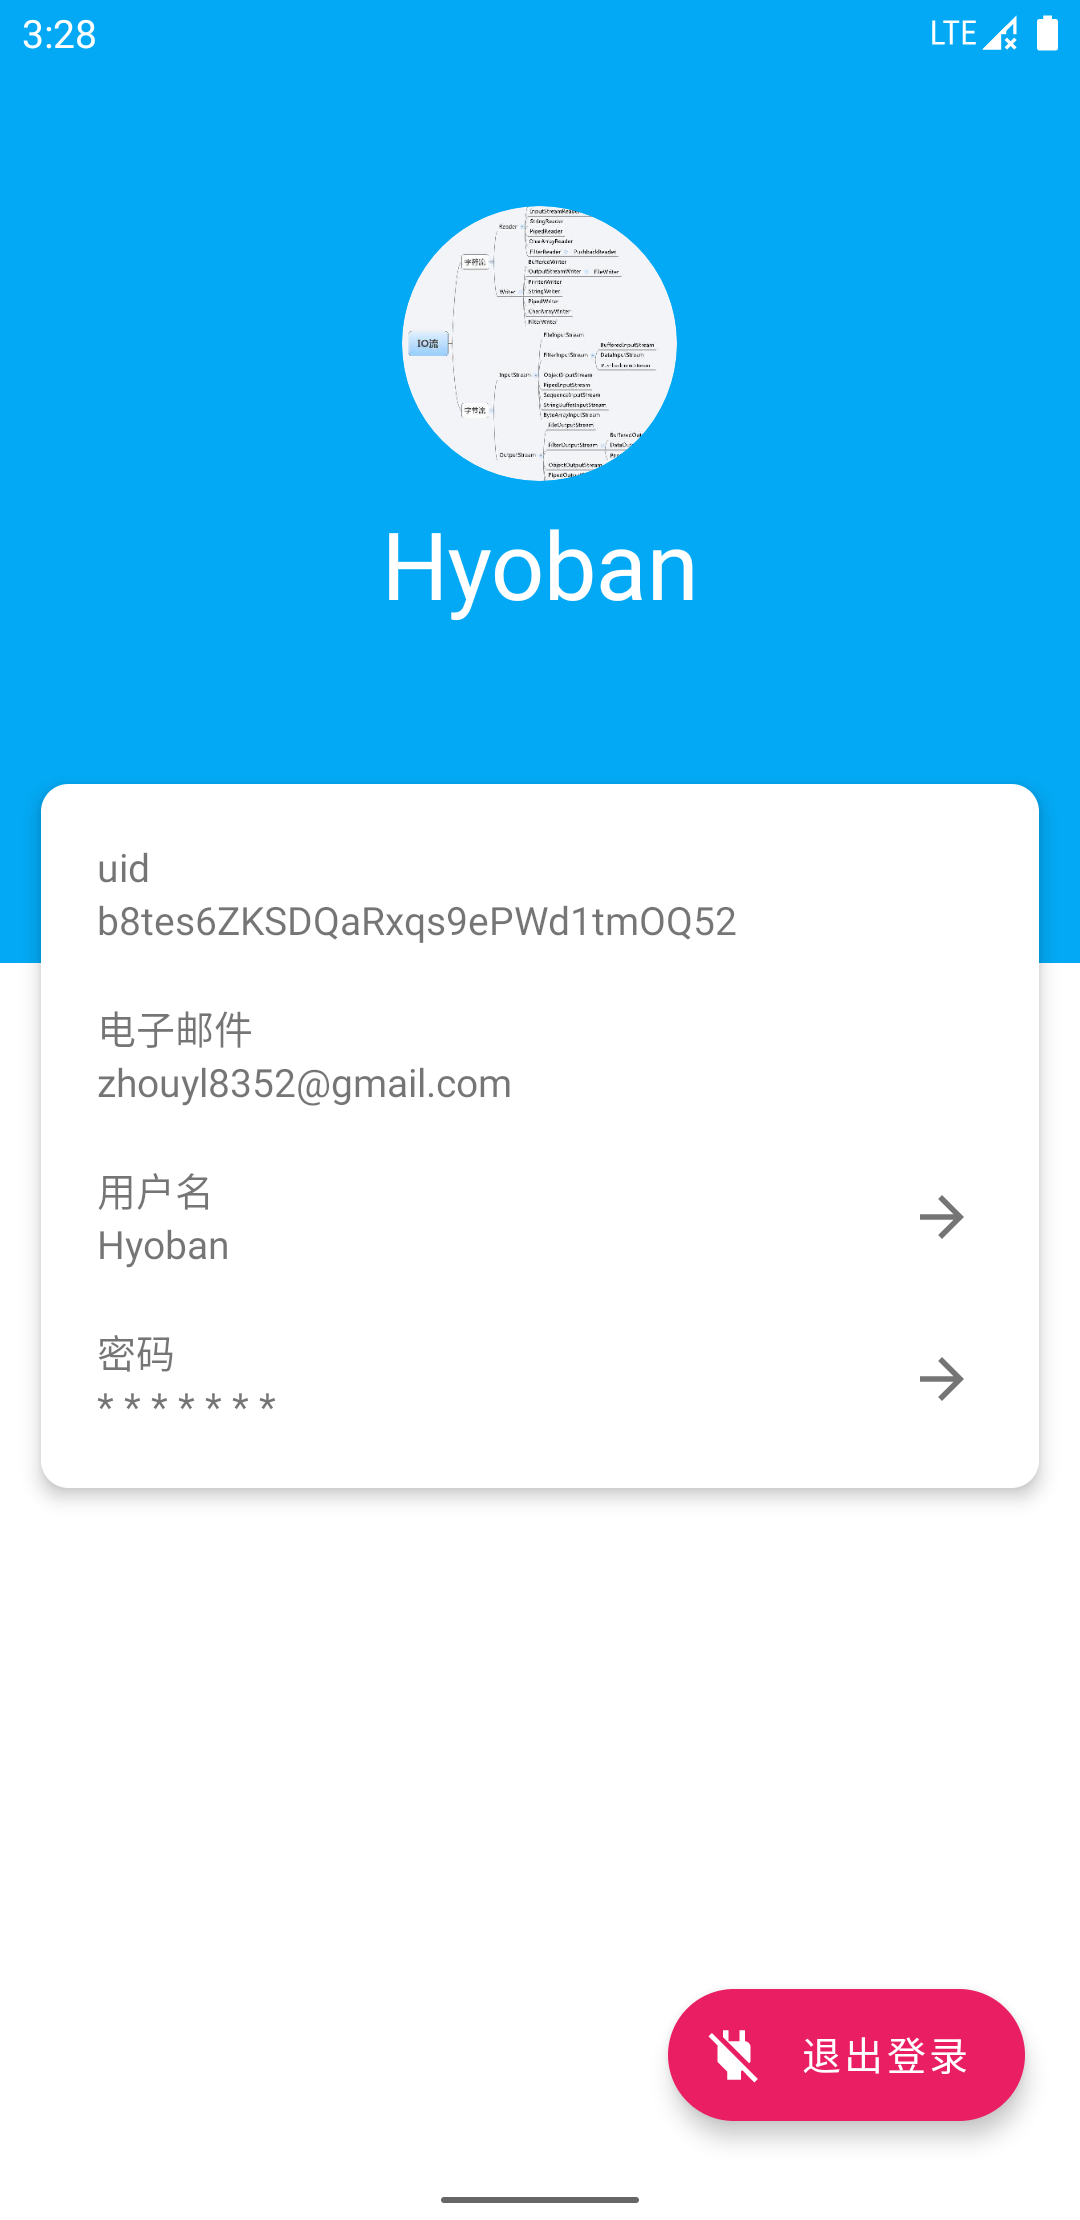 3:28
LTE
InputStreamReader
Reader
StringReader
PipedReader
CharArrayReader
FilterReader
PushbackReader
字符流
BufferedWriter
OutputStreamWriter
FileWriter
PrinterWriter
Writer
StringWriter
PipedWriter
CharArrayWriter
FilterWriter
IO流
FileInputStream
BufferedInputStream
FilterInputStream
DataInputStream
InputStream
ObjectInputStream
PipedInputStream
SequenceInputStream
StringBufferInputStream
字节流
ByteArrayInputStream
FileOutputStream
FilterOutputStream
OutputStream
ObjectOutputStream
Hyoban
uid
b8tes6ZKSDQaRxqs9ePWd1tmOQ52
电子邮件
zhouyl8352@gmail.com
用户名
Hyoban
密码
* * * * * * *
退出登录